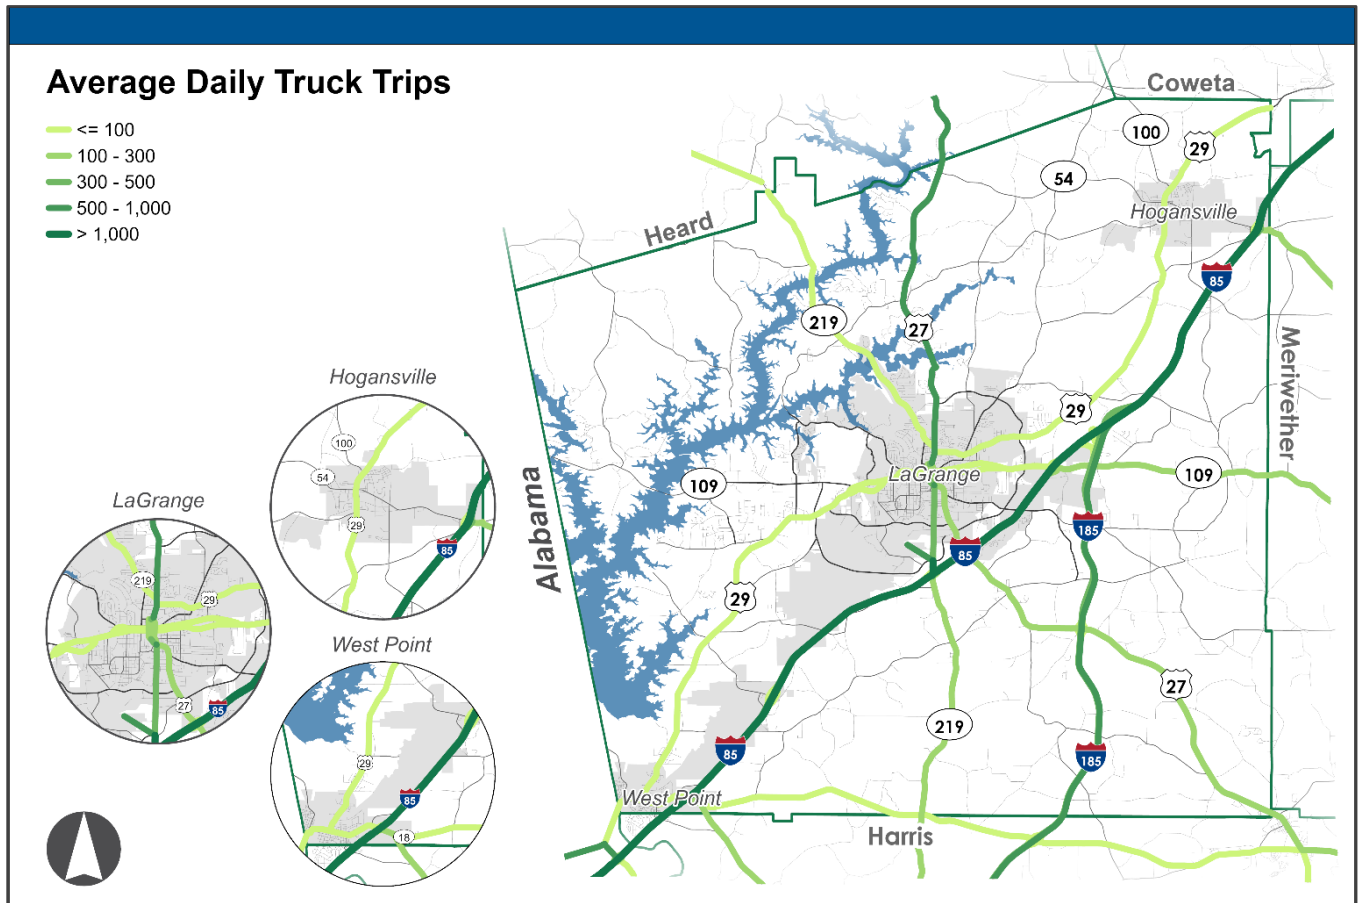 Average Daily Truck Trips
<= 100
100 - 300
300 - 500
500 - 1,000
> 1,000
Coweta
100
29
54
Hogansville
Heard
85
219
27
Meriwether
29
Hogansville
100
54
29
85
LaGrange
109
109
Alabama
185
85
LaGrange
219
29
27
85
29
West Point
29
85
18
27
219
85
185
West Point
Harris